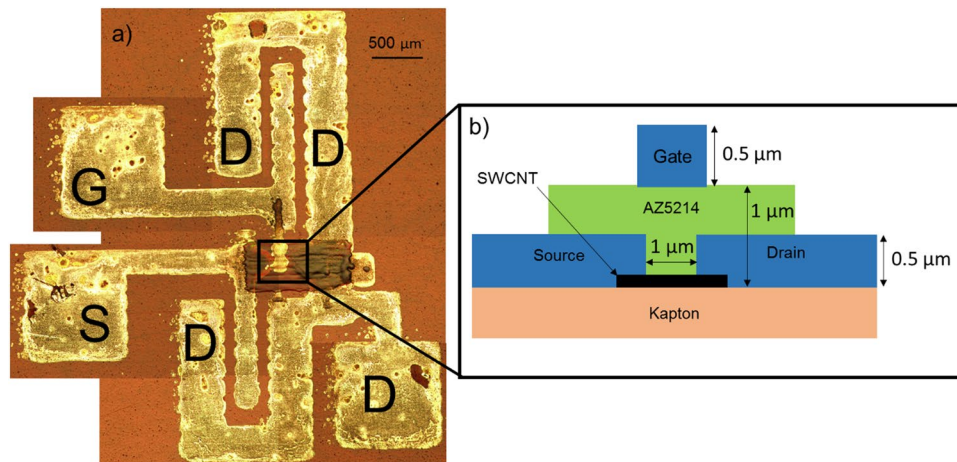 a)
500 µm
D
D
G
S
D
D
b)
Gate
0.5 µm
SWCNT
AZ5214
1 µm
1 µm
Source
Drain
0.5 µm
Kapton